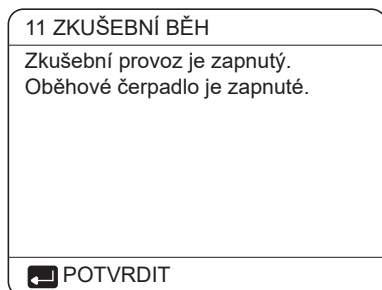 11 ZKUŠEBNÍ BĚH
Zkušební provoz je zapnutý.
Oběhové čerpadlo je zapnuté.
POTVRDIT